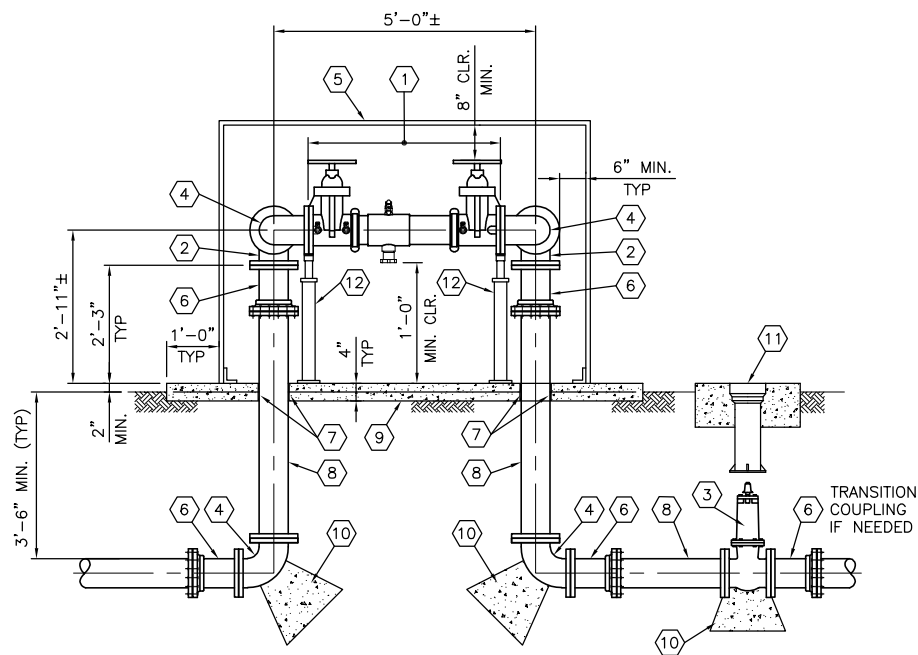 5'-0"±
8" CLR.
MIN.
5
1
6" MIN.
TYP
4
4
2
2
6
6
12
12
2'-11"±
2'-3"
TYP
1'-0"
TYP
4"
TYP
1'-0"
MIN. CLR.
11
2"
MIN.
7
9
7
3'-6" MIN. (TYP)
8
8
3
TRANSITION
COUPLING
IF NEEDED
6
4
10
10
4
6
8
6
10